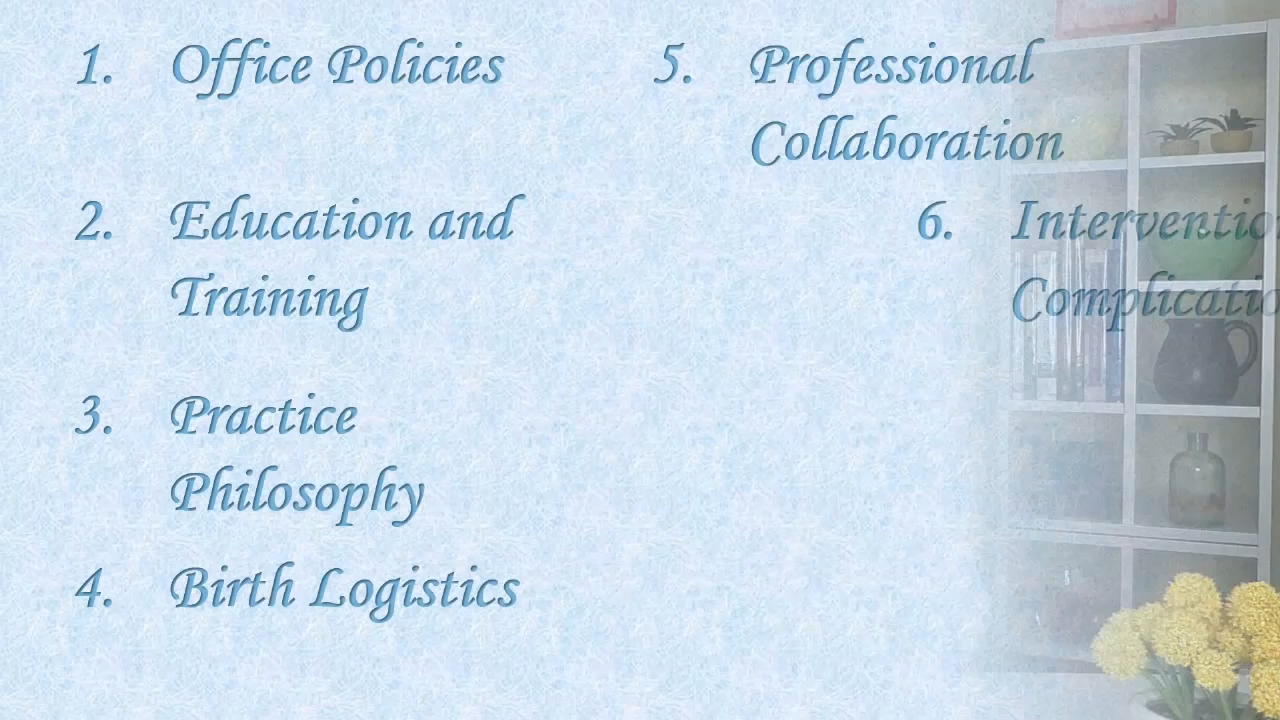 1. Office Policies
2. Education and
Training
3. Practice
Philosophy
4. Birth Logistics
5. Professional
Collaboration
6.